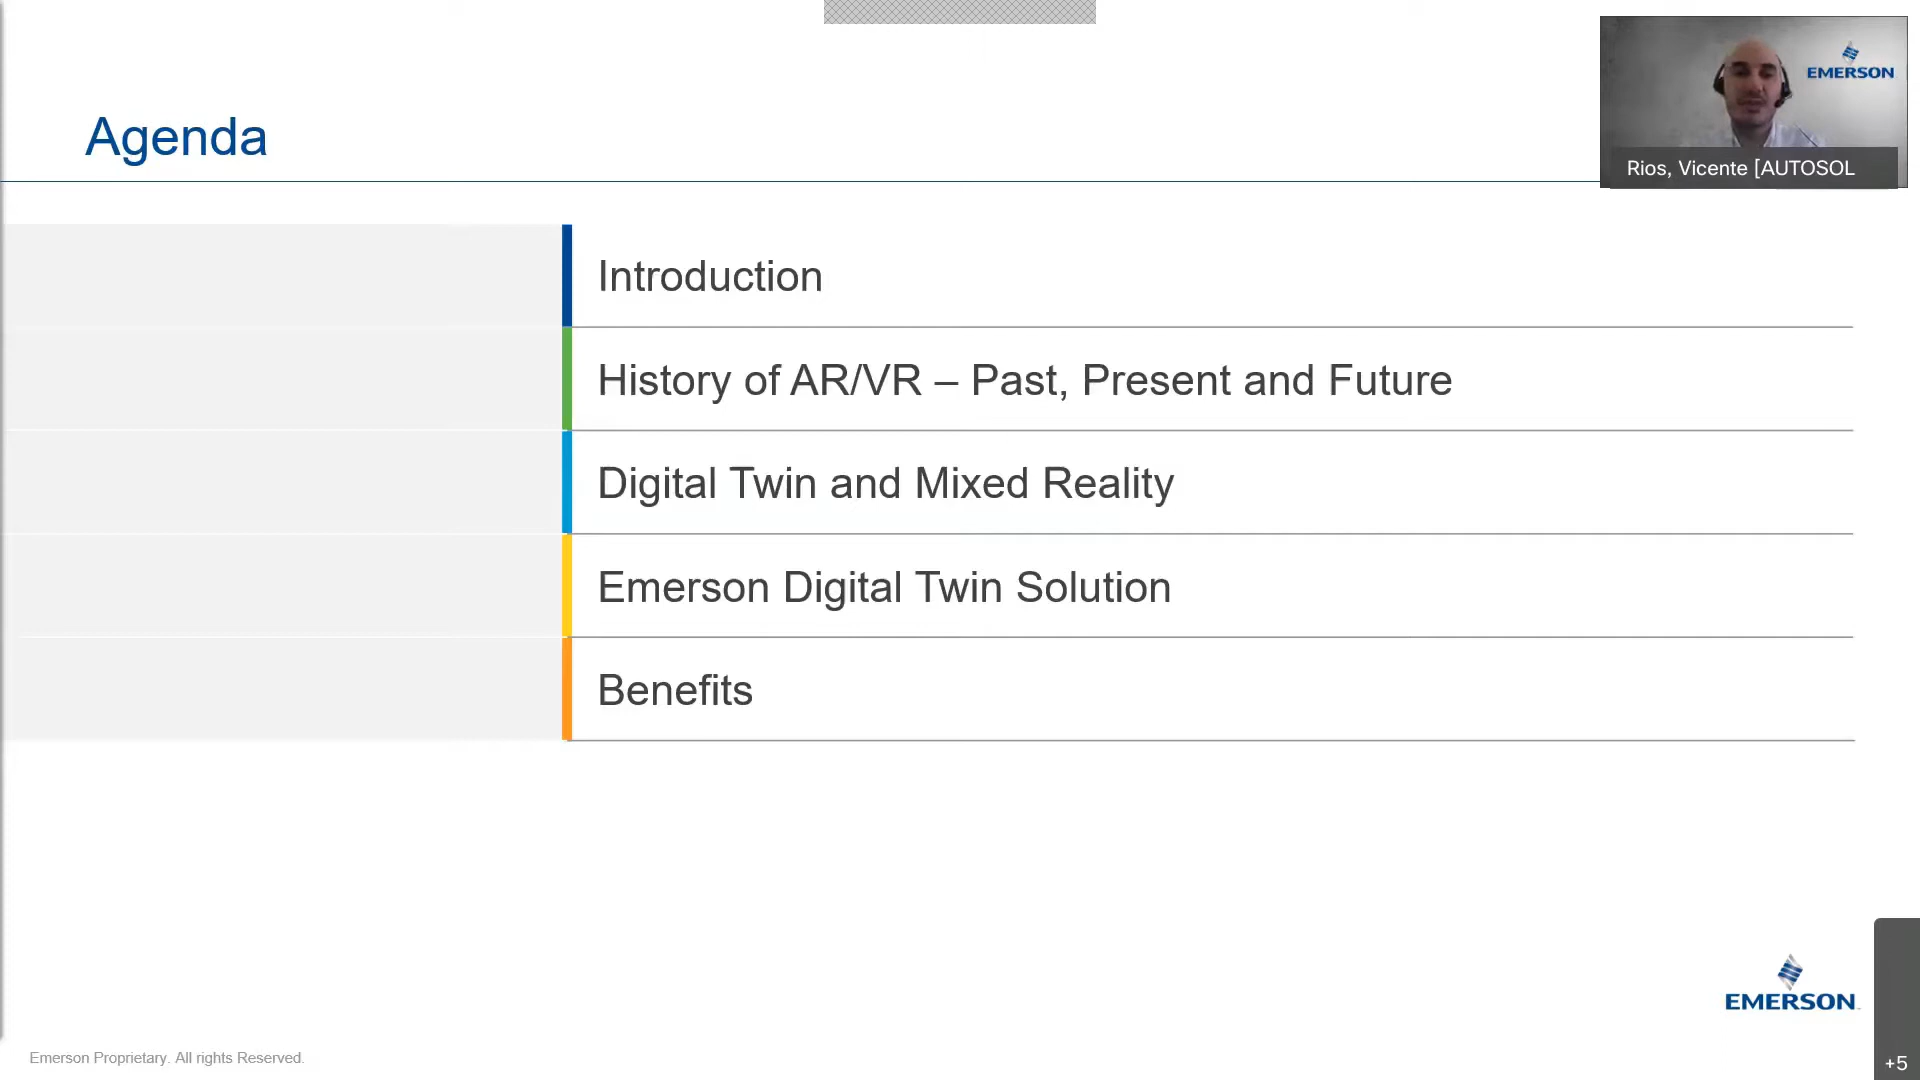 EMERSON
Agenda
Rios, Vicente [AUTOSOL
Introduction
History of AR/VR – Past, Present and Future
Digital Twin and Mixed Reality
Emerson Digital Twin Solution
Benefits
EMERSON
Emerson Proprietary. All rights Reserved.
+5